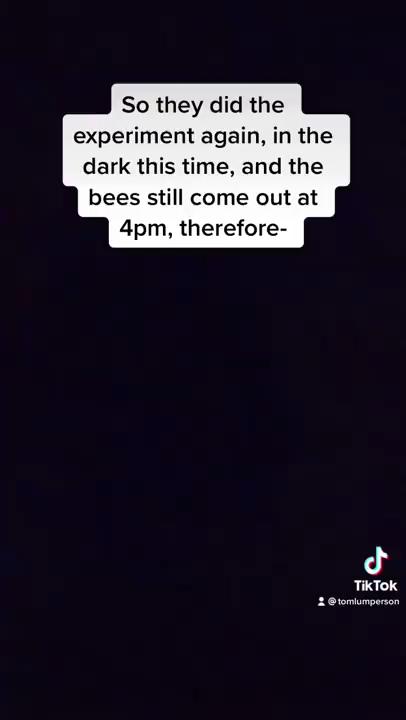 So they did the
experiment again, in the
dark this time, and the
bees still come out at
4pm, therefore-
TikTok
@tomlumperson